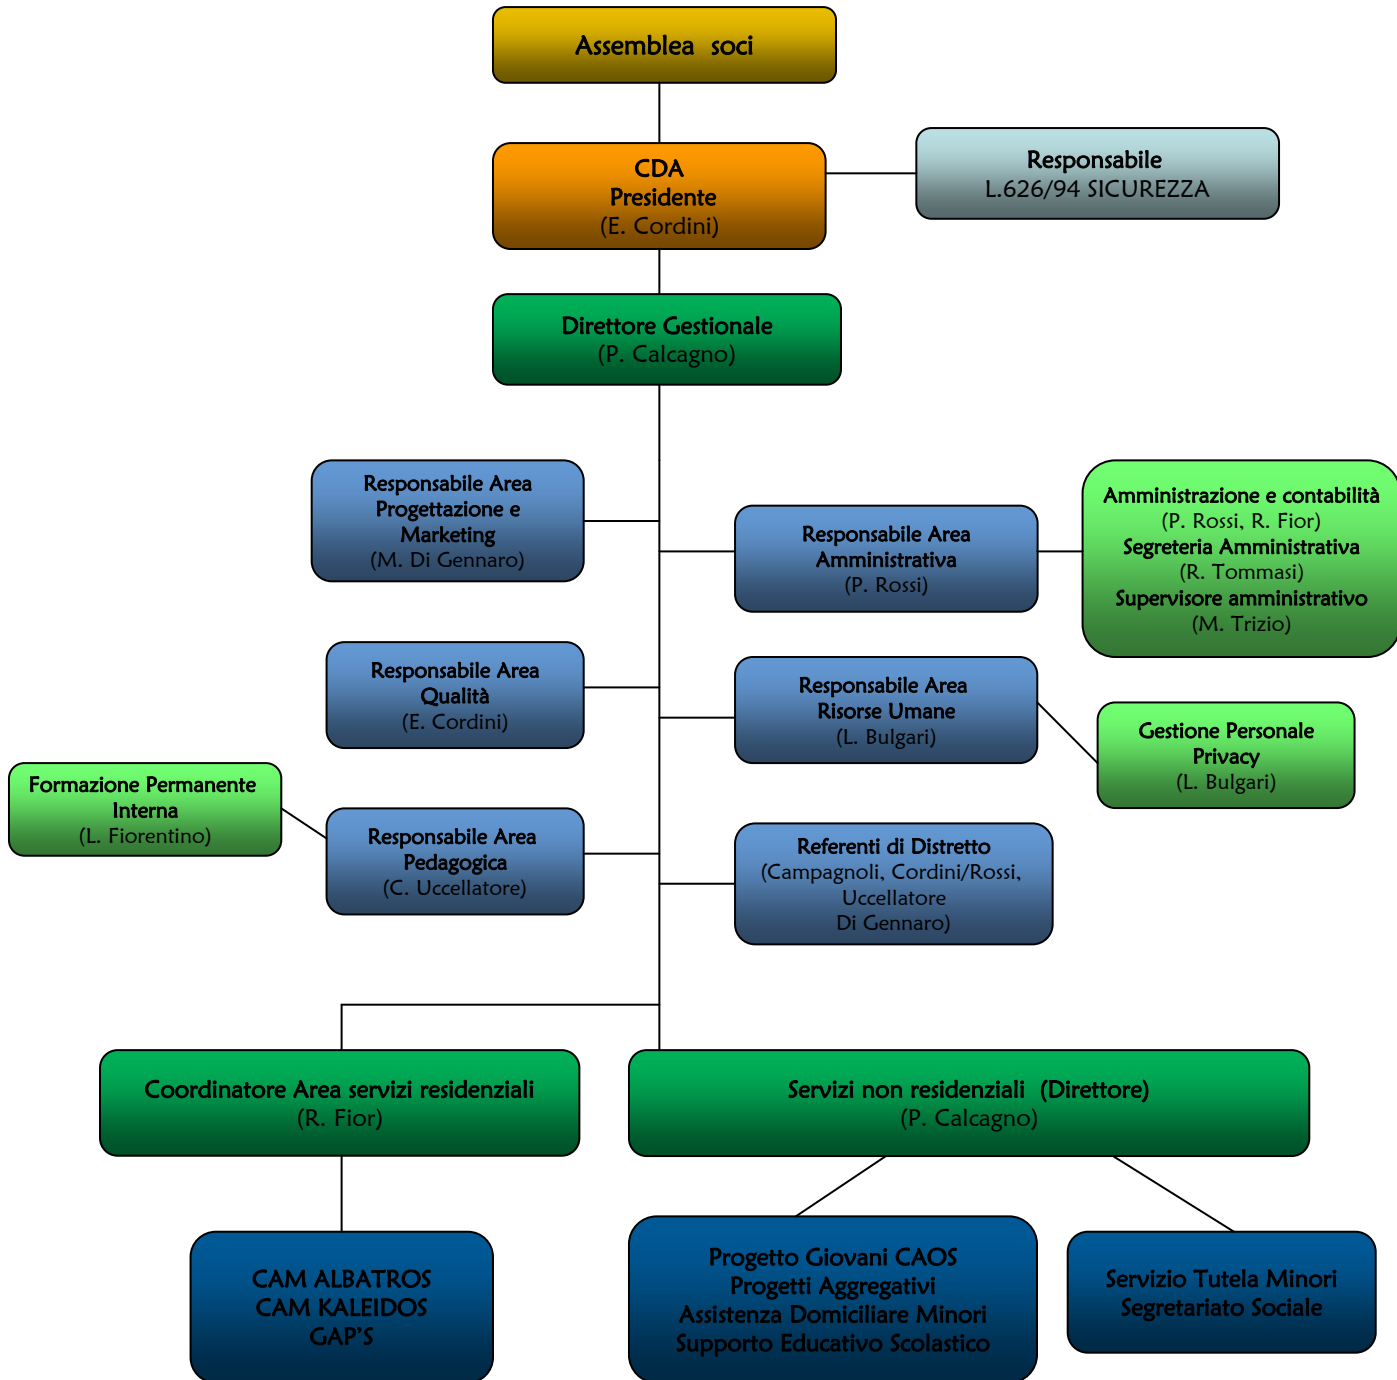 Assemblea soci
CDA
Presidente
(E. Cordini)
Responsabile
L.626/94 SICUREZZA
Direttore Gestionale
(P. Calcagno)
Responsabile Area
Progettazione e
Marketing
(M. Di Gennaro)
Responsabile Area
Amministrativa
(P. Rossi)
Amministrazione e contabilità
(P. Rossi, R. Fior)
Segreteria Amministrativa
(R. Tommasi)
Supervisore amministrativo
(M. Trizio)
Responsabile Area
Qualità
(E. Cordini)
Responsabile Area
Risorse Umane
(L. Bulgari)
Gestione Personale
Privacy
(L. Bulgari)
Formazione Permanente
Interna
(L. Fiorentino)
Responsabile Area
Pedagogica
(C. Uccellatore)
Referenti di Distretto
(Campagnoli, Cordini/Rossi,
Uccellatore
Di Gennaro)
Coordinatore Area servizi residenziali
(R. Fior)
Servizi non residenziali (Direttore)
(P. Calcagno)
CAM ALBATROS
CAM KALEIDOS
GAP'S
Progetto Giovani CAOS
Progetti Aggregativi
Assistenza Domiciliare Minori
Supporto Educativo Scolastico
Servizio Tutela Minori
Segretariato Sociale